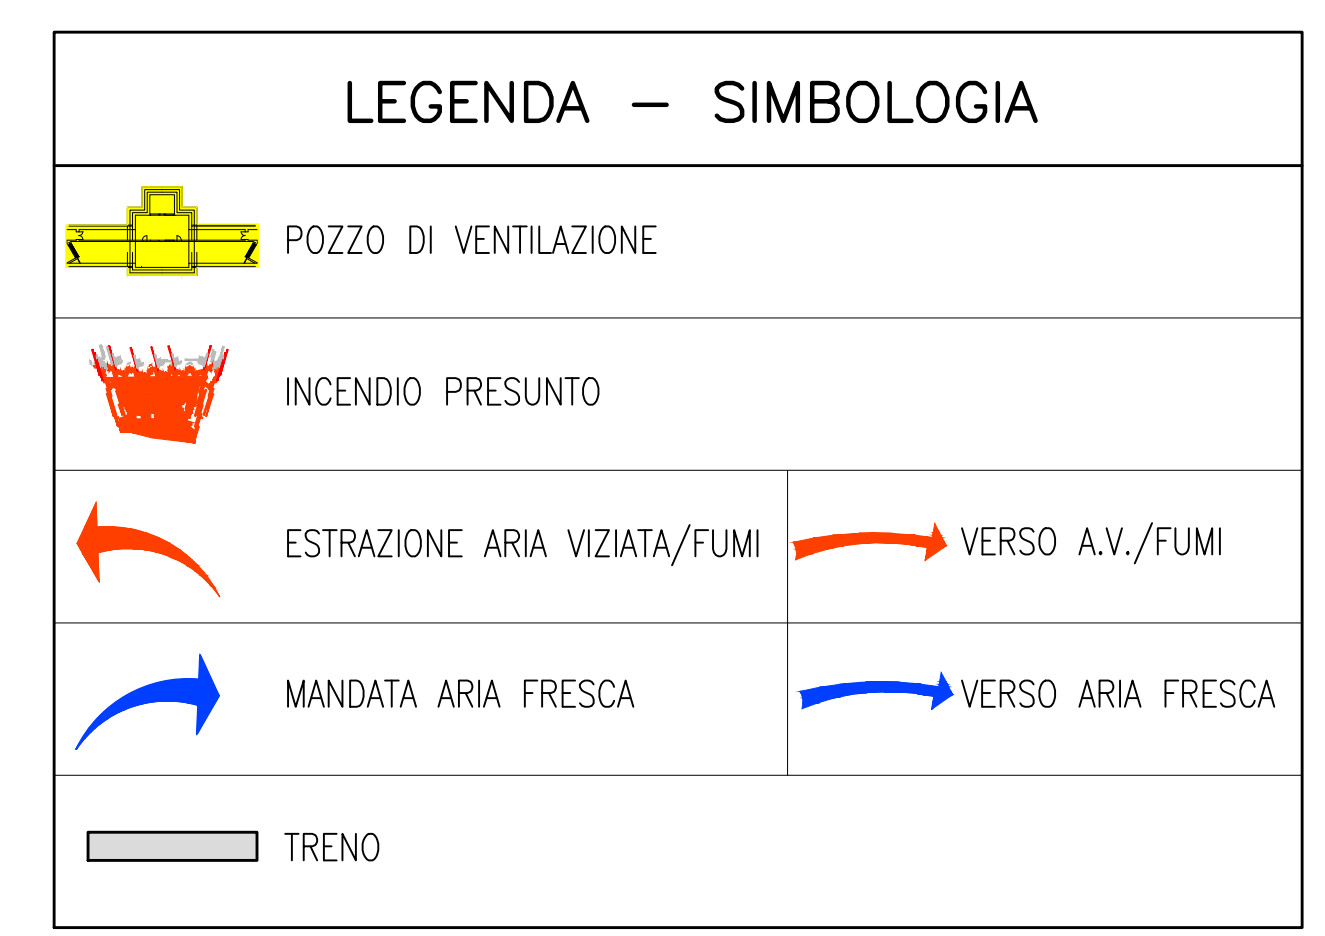 LEGENDA – SIMBOLOGIA
POZZO DI VENTILAZIONE
INCENDIO PRESUNTO
ESTRAZIONE ARIA VIZIATA/FUMI
VERSO A.V./FUMI
MANDATA ARIA FRESCA
VERSO ARIA FRESCA
TRENO